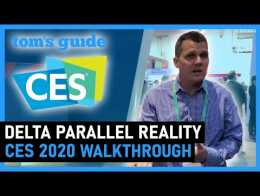 tom's guide
CES
DELTA PARALLEL REALITY
CES 2020 WALKTHROUGH